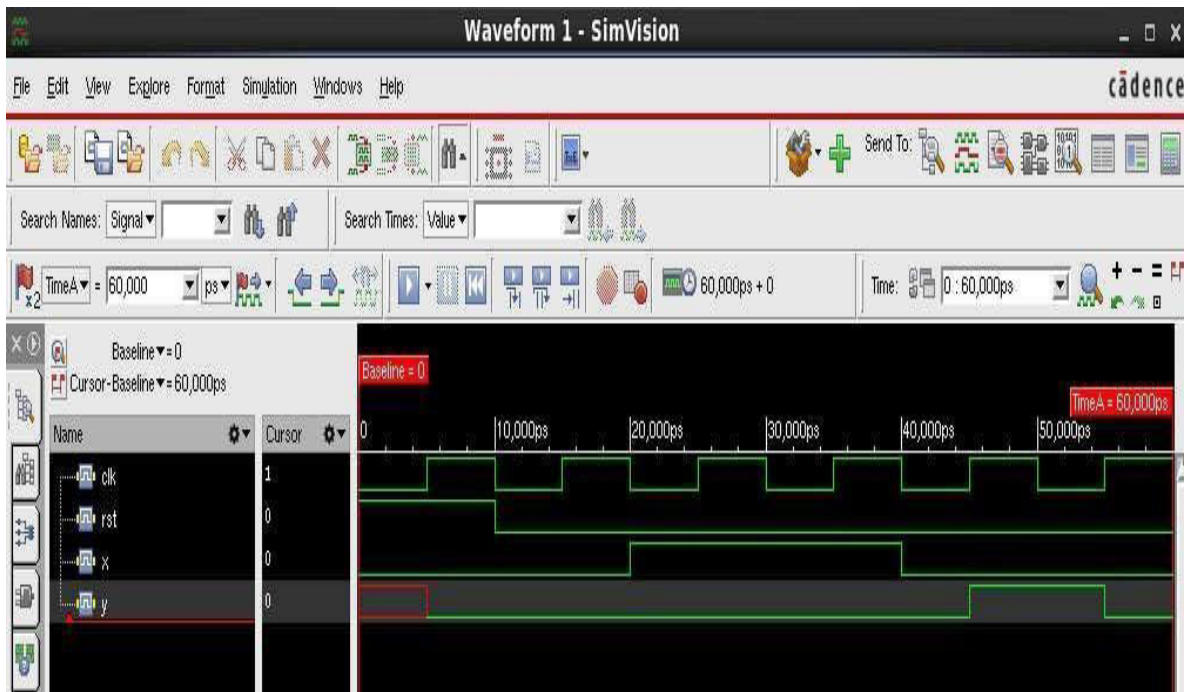 Waveform 1 - SimVision
File Edit View Explore Format Simulation Windows Help cādence
Send To:
Search Names: Signal Search Times: Value
x2 TimeA = 60,000 ps 60,000ps + 0 Time: 0 : 60,000ps
Baseline = 0
Cursor-Baseline = 60,000ps
Baseline = 0
TimeA = 60,000ps
Name Cursor 0 10,000ps 20,000ps 30,000ps 40,000ps 50,000ps
clk 1
rst 0
x 0
y 0